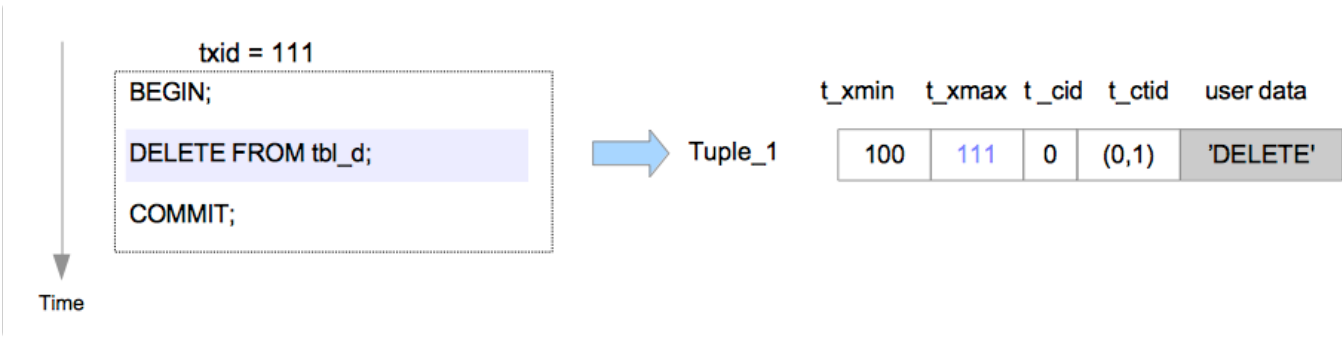 txid = 111
BEGIN;
DELETE FROM tbl_d;
COMMIT;
Time
t_xmin t_xmax t _cid t_ctid user data
Tuple_1 100 111 0 (0,1) 'DELETE'